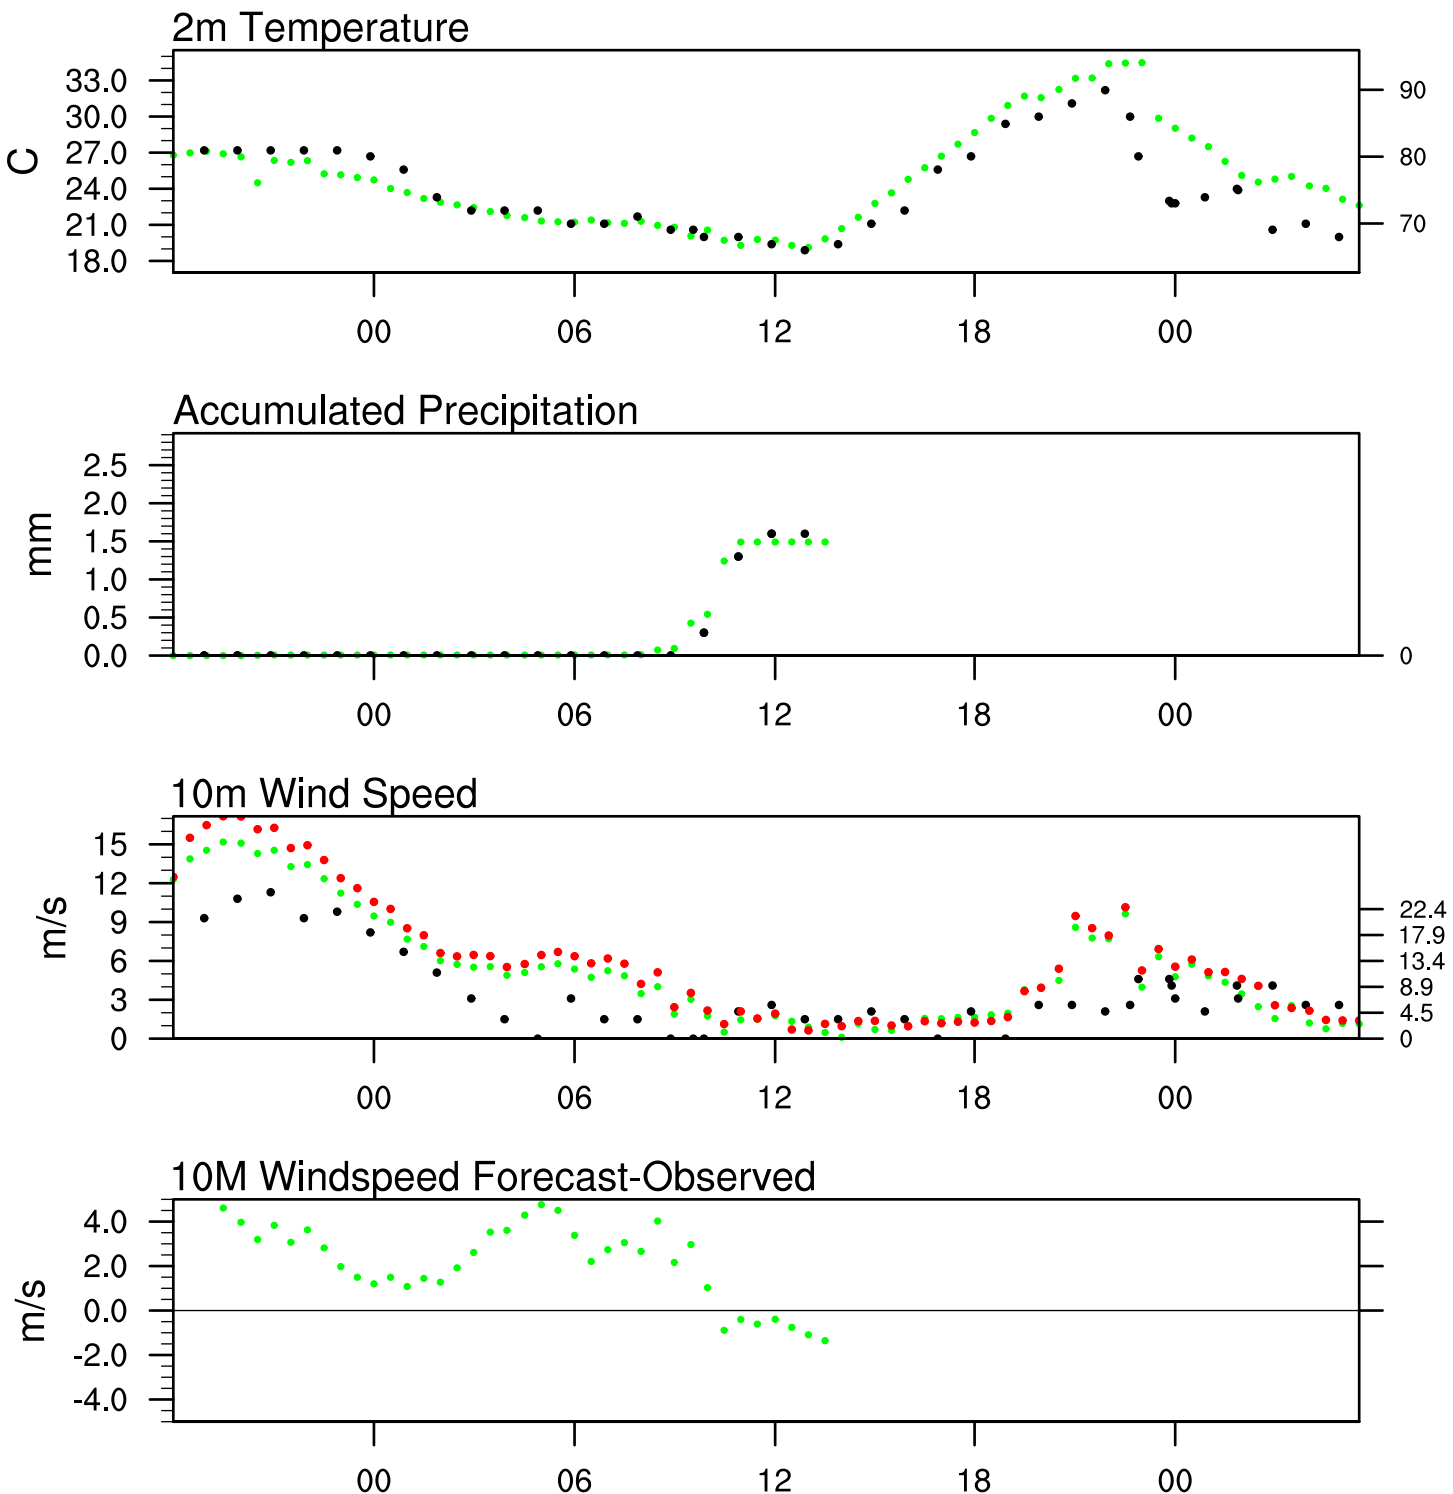 2m Temperature
33.0
30.0
27.0
24.0
21.0
18.0
C
90
80
70
00 06 12 18 00
Accumulated Precipitation
2.5
2.0
1.5
1.0
0.5
0.0
mm
0
00 06 12 18 00
10m Wind Speed
15
12
9
6
3
0
m/s
22.4
17.9
13.4
8.9
4.5
0
00 06 12 18 00
10M Windspeed Forecast-Observed
4.0
2.0
0.0
-2.0
-4.0
m/s
00 06 12 18 00